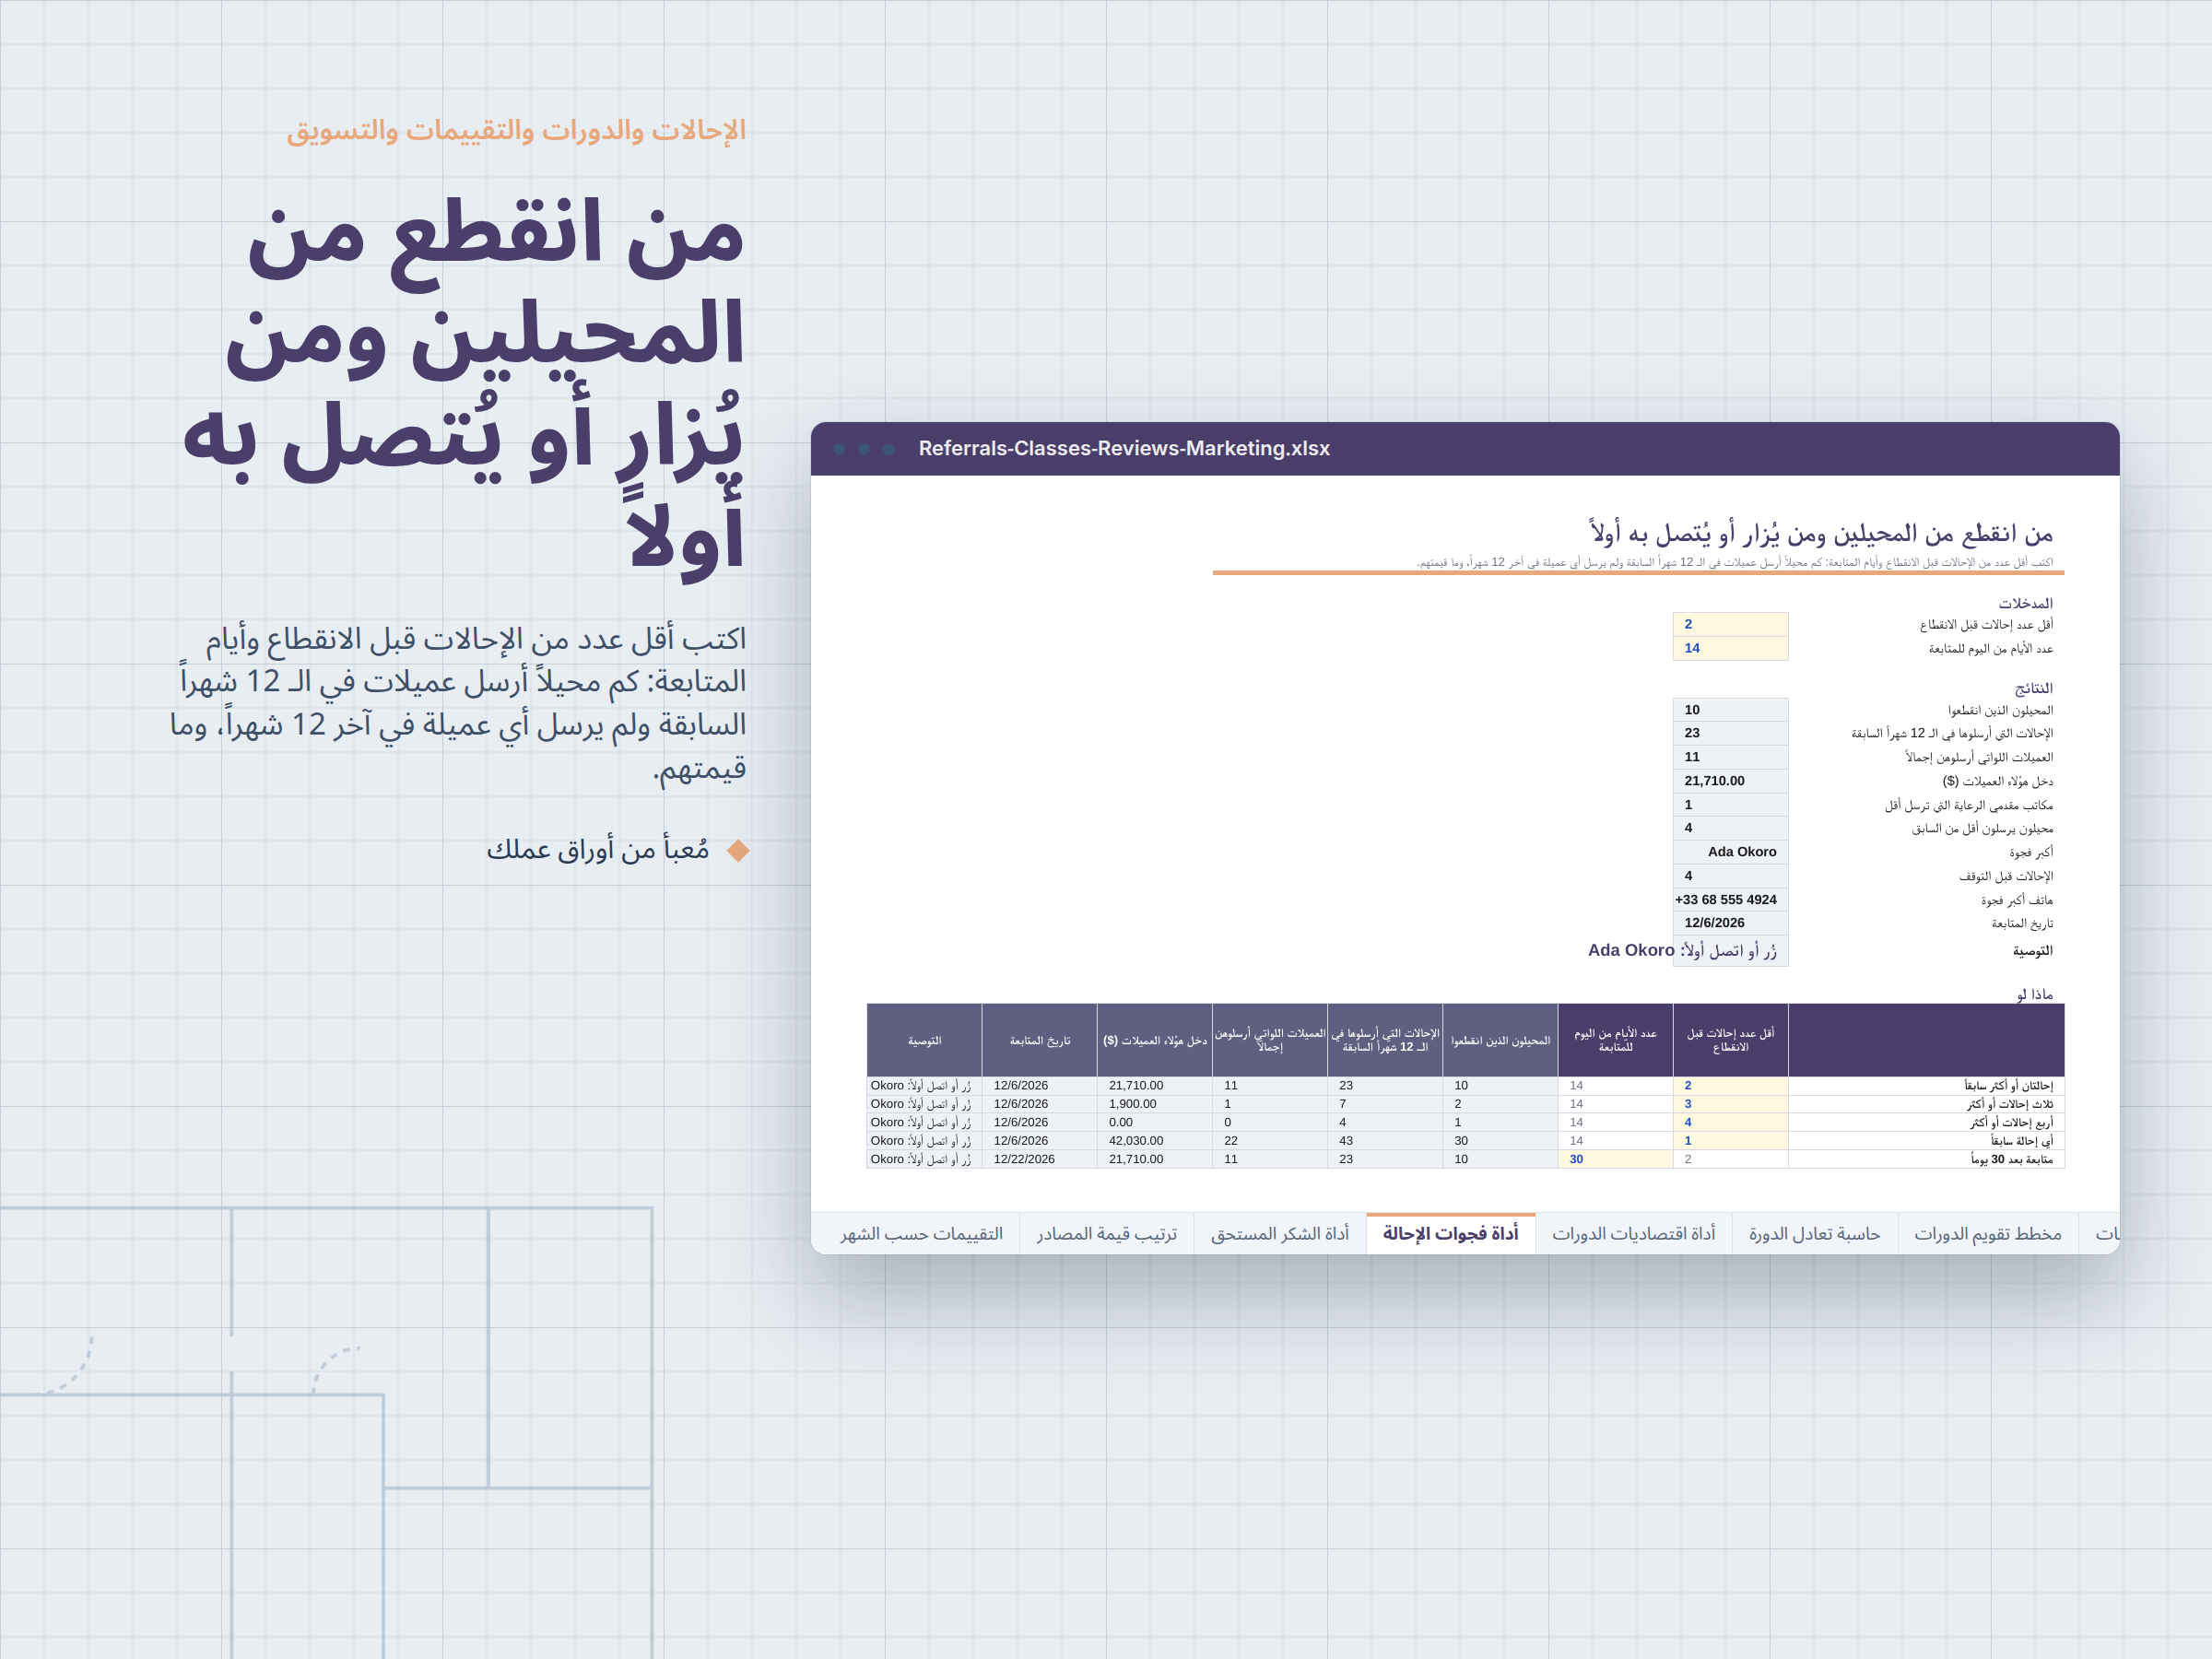 الإحالات والدورات والتقييمات والتسويق
من انقطع من
المحيلين ومن
يُزار أو يُتصل به
أولاً
اكتب أقل عدد من الإحالات قبل الانقطاع وأيام
المتابعة: كم محيلاً أرسل عميلات في الـ 12 شهراً
السابقة ولم يرسل أي عميلة في آخر 12 شهراً، وما
قيمتهم.
مُعبأ من أوراق عملك
Referrals-Classes-Reviews-Marketing.xlsx
من انقطع من المحيلين ومن يُزار أو يُتصل به أولاً
اكتب أقل عدد من الإحالات قبل الانقطاع وأيام المتابعة: كم محيلاً أرسل عميلات في الـ 12 شهراً السابقة ولم يرسل أي عميلة في آخر 12 شهراً، وما قيمتهم.
المدخلات
أقل عدد إحالات قبل الانقطاع 2
عدد الأيام من اليوم للمتابعة 14
النتائج
المحيلون الذين انقطعوا 10
الإحالات التي أرسلوها في الـ 12 شهراً السابقة 23
العميلات اللواتي أرسلوهن إجمالاً 11
دخل هؤلاء العميلات ($) 21,710.00
مكاتب مقدمي الرعاية التي ترسل أقل 1
محيلون يرسلون أقل من السابق 4
أكبر فجوة Ada Okoro
الإحالات قبل التوقف 4
هاتف أكبر فجوة +33 68 555 4924
تاريخ المتابعة 12/6/2026
التوصية زُر أو اتصل أولاً: Ada Okoro
ماذا لو
أقل عدد إحالات قبل الانقطاع عدد الأيام من اليوم للمتابعة المحيلون الذين انقطعوا الإحالات التي أرسلوها في الـ 12 شهراً السابقة العميلات اللواتي أرسلوهن إجمالاً دخل هؤلاء العميلات ($) تاريخ المتابعة التوصية
إحالتان أو أكثر سابقاً 2 14 10 23 11 21,710.00 12/6/2026 زُر أو اتصل أولاً: Okoro
ثلاث إحالات أو أكثر 3 14 2 7 1 1,900.00 12/6/2026 زُر أو اتصل أولاً: Okoro
أربع إحالات أو أكثر 4 14 1 4 0 0.00 12/6/2026 زُر أو اتصل أولاً: Okoro
أي إحالة سابقاً 1 14 30 43 22 42,030.00 12/6/2026 زُر أو اتصل أولاً: Okoro
متابعة بعد 30 يوماً 2 30 10 23 11 21,710.00 12/22/2026 زُر أو اتصل أولاً: Okoro
مخطط تقويم الدورات حاسبة تعادل الدورة أداة اقتصاديات الدورات أداة فجوات الإحالة أداة الشكر المستحق ترتيب قيمة المصادر التقييمات حسب الشهر